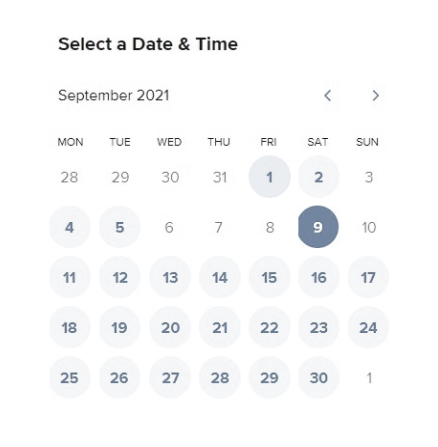 Select a Date & Time
September 2021
MON TUE WED THU FRI SAT SUN
28 29 30 31 1 2 3
4 5 6 7 8 9 10
11 12 13 14 15 16 17
18 19 20 21 22 23 24
25 26 27 28 29 30 1